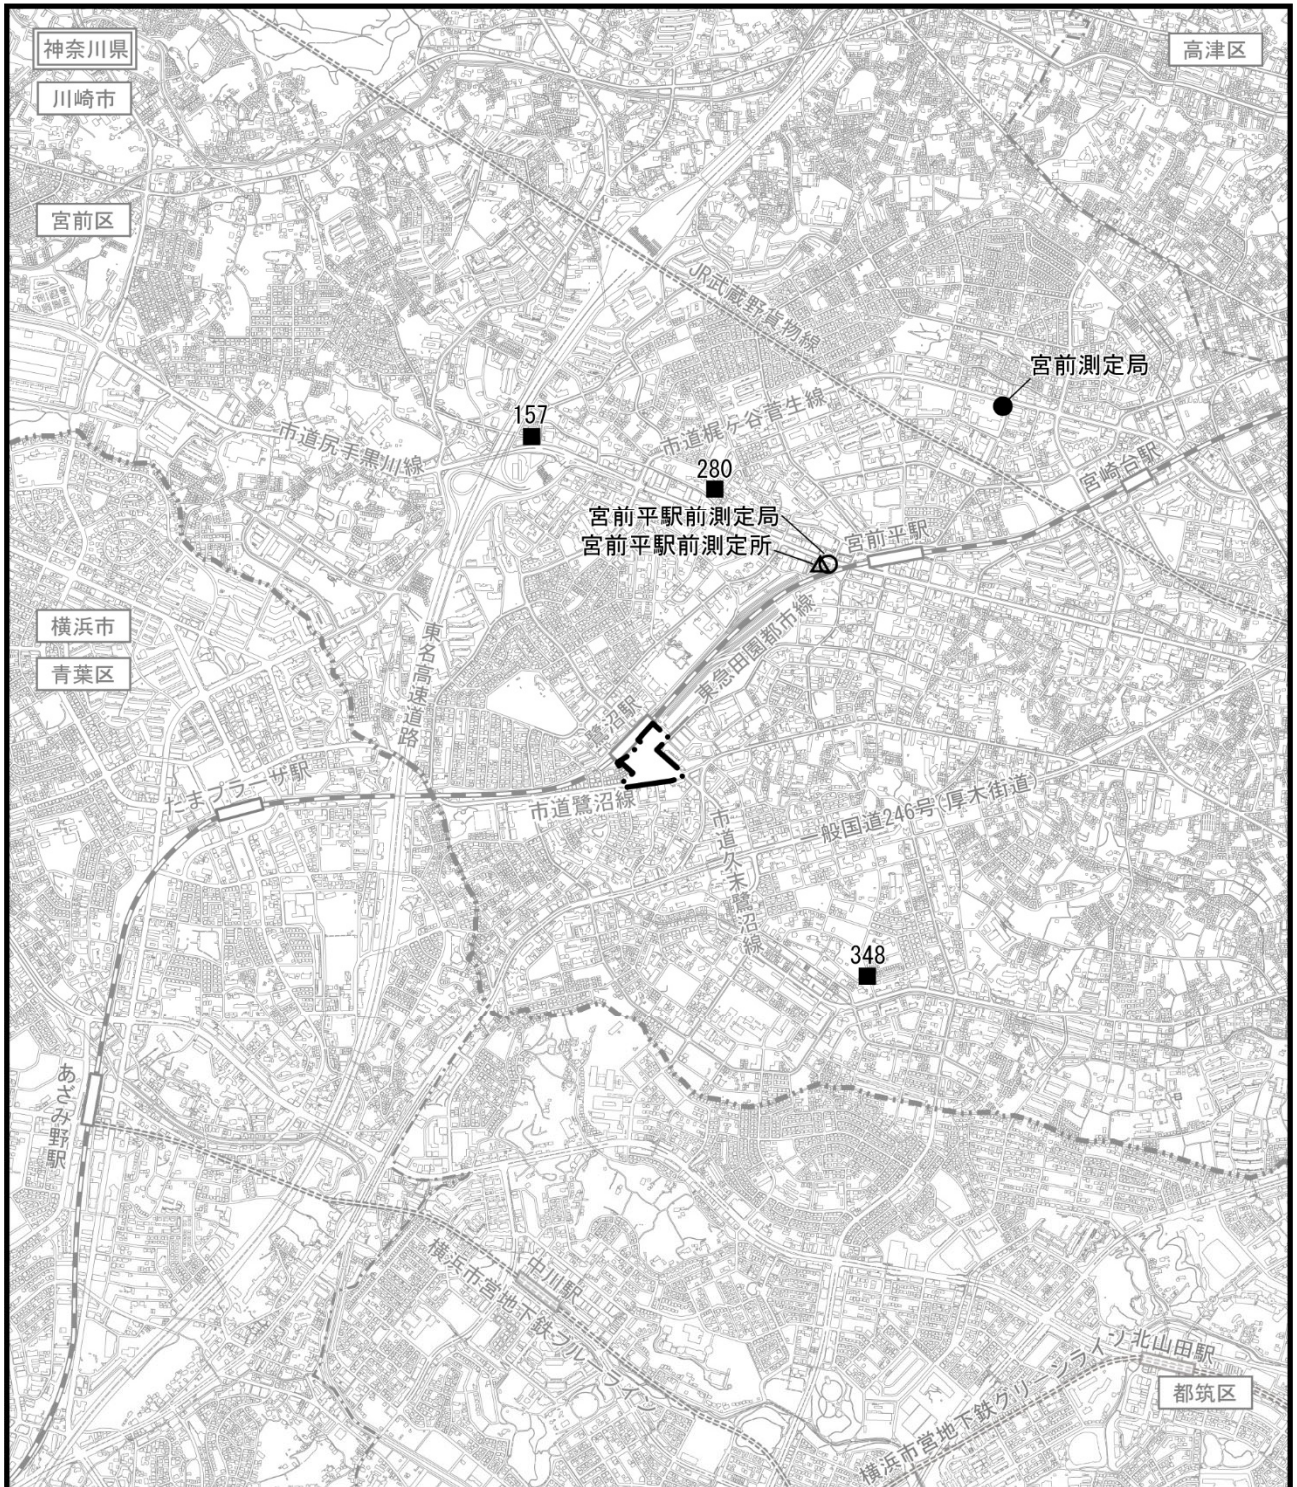 神奈川県
高津区
川崎市
宮前区
JR武蔵野貨物線
宮前測定局
157
市道梶ケ谷菅生線
市道尻手黒川線
280
宮崎台駅
宮前平駅前測定局
宮前平駅
宮前平駅前測定所
横浜市
青葉区
東名高速道路
東急田園都市線
鷺沼駅
たまプラーザ駅
市道鷺沼線
市道久末鷺沼線
一般国道246号（厚木街道）
348
あざみ野駅
中川駅
横浜市営地下鉄ブルーライン
北山田駅
横浜市営地下鉄グリーンライン
都筑区